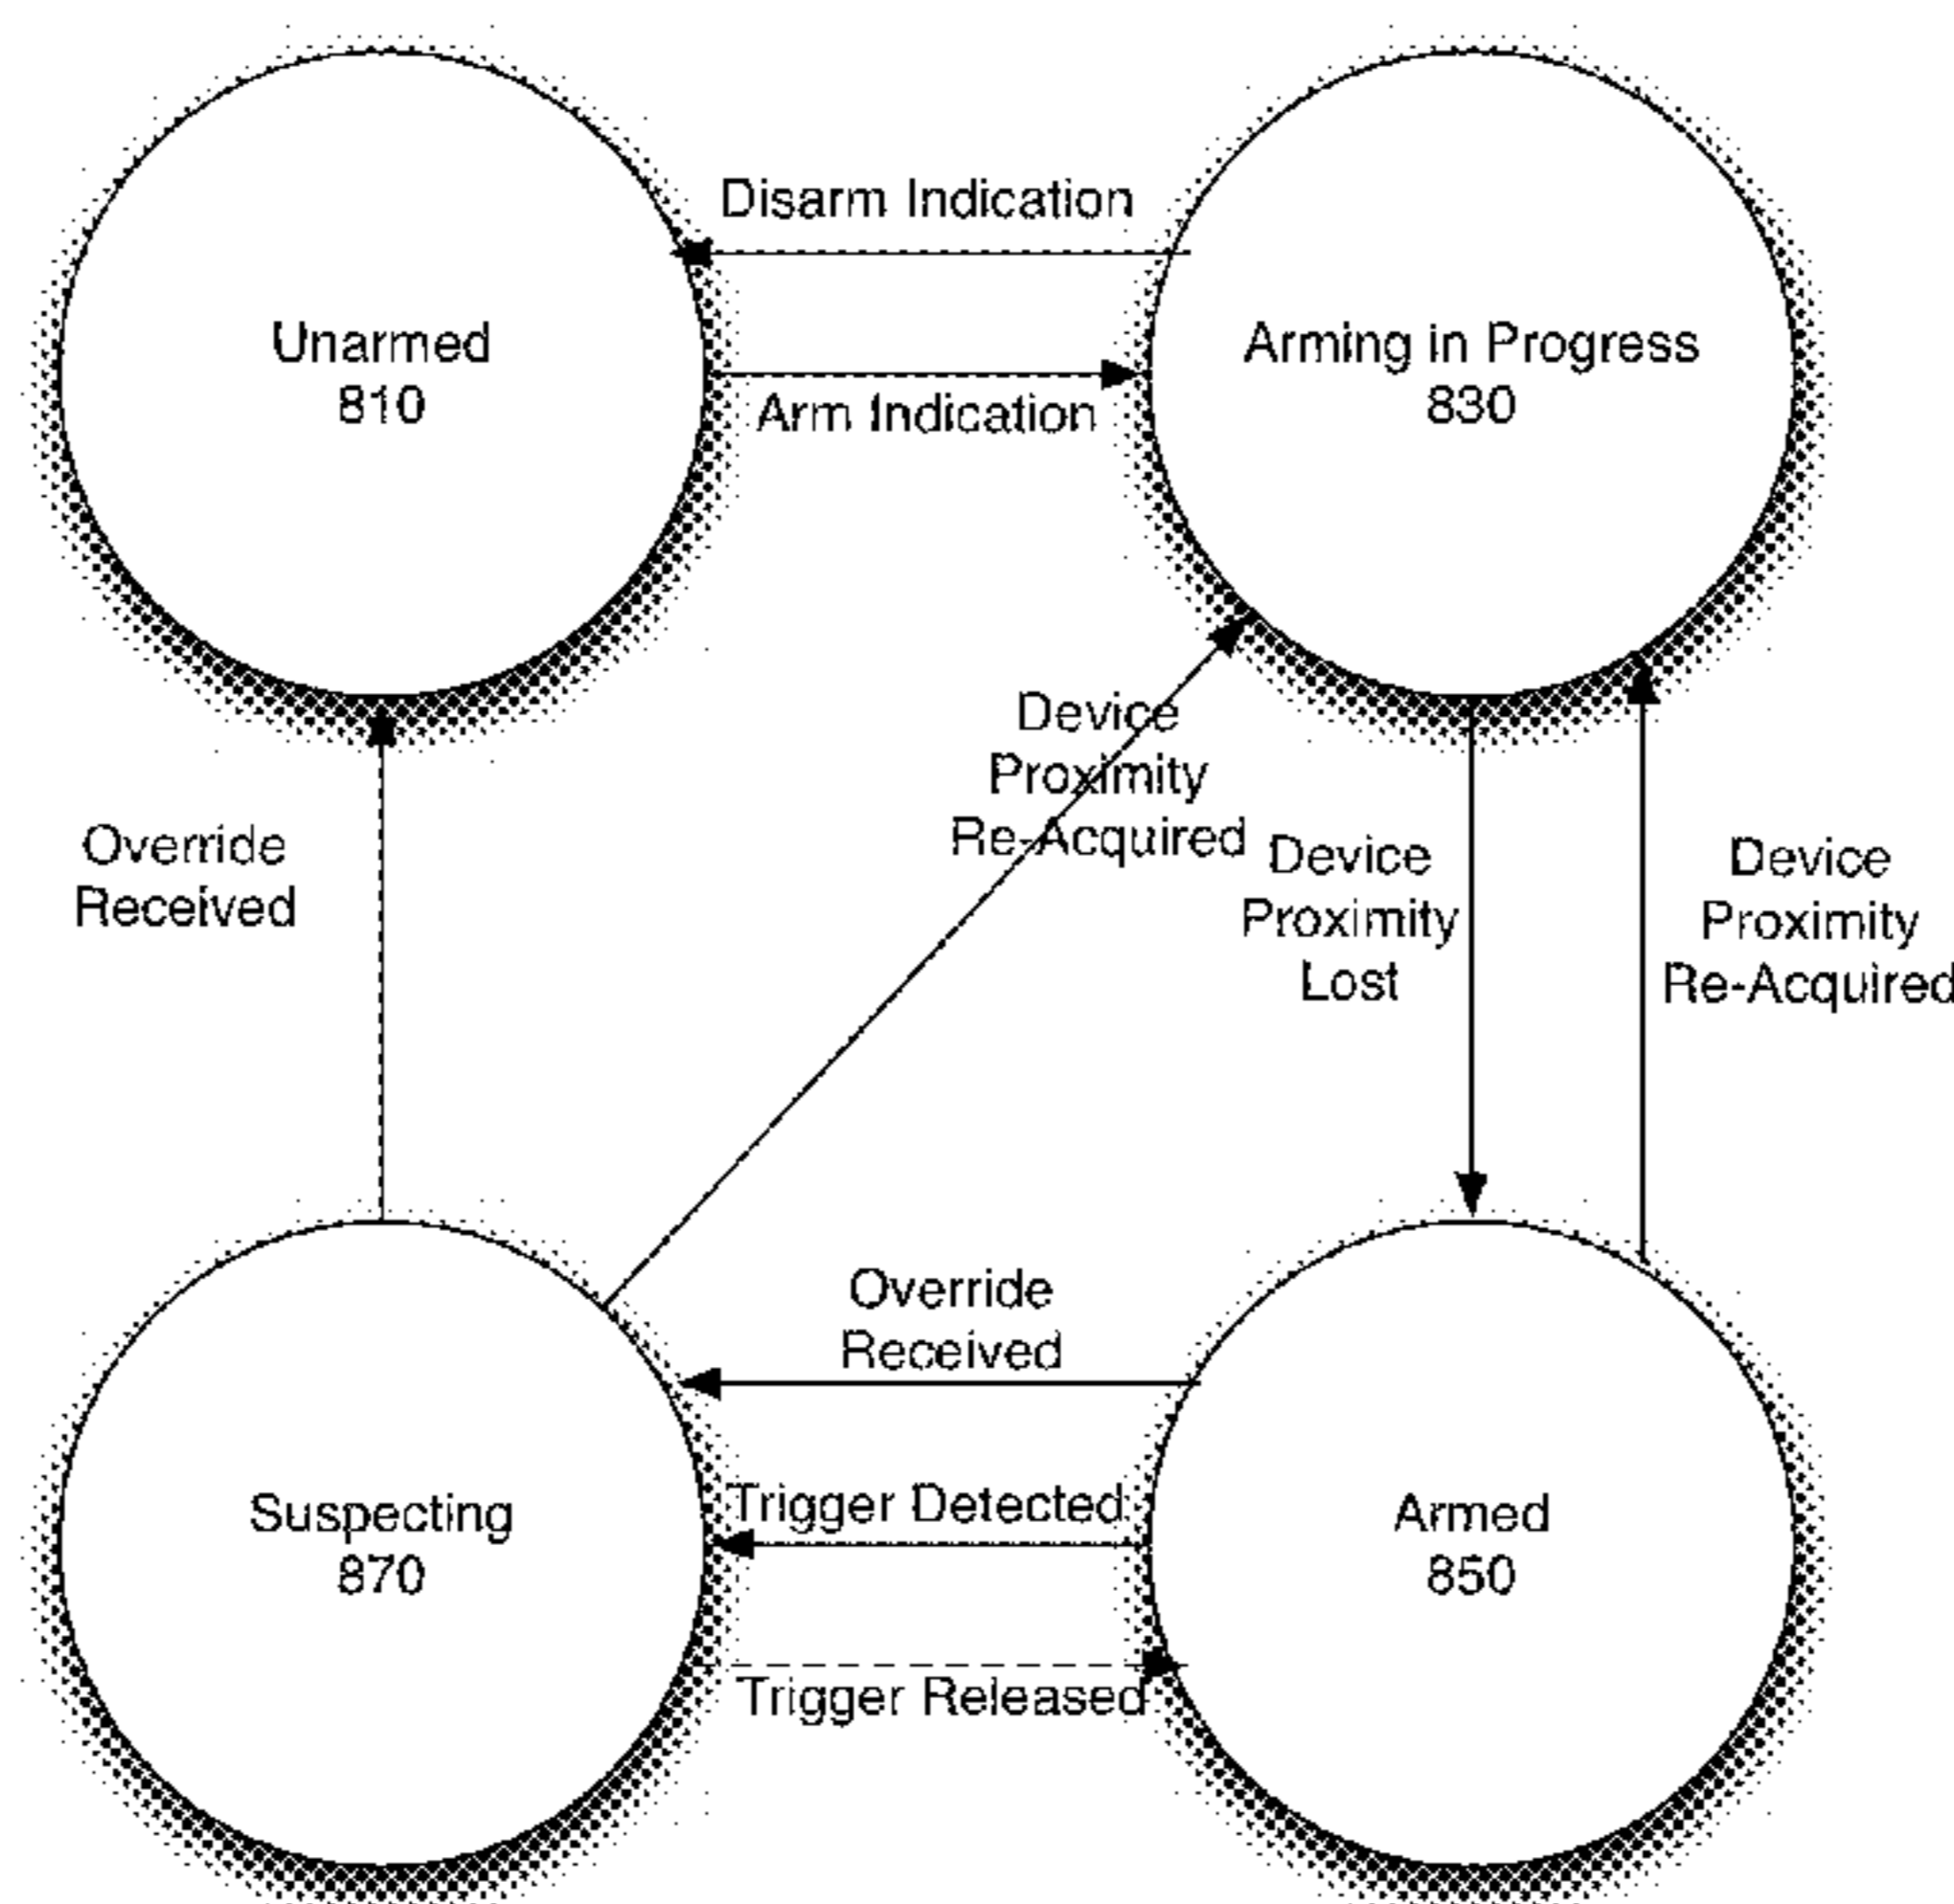 Disarm Indication
Unarmed
810
Arming in Progress
830
Arm Indication
Device
Proximity
Re-Acquired
Override
Received
Device
Proximity
Lost
Device
Proximity
Re-Acquired
Override
Received
Trigger Detected
Suspecting
870
Armed
850
Trigger Released